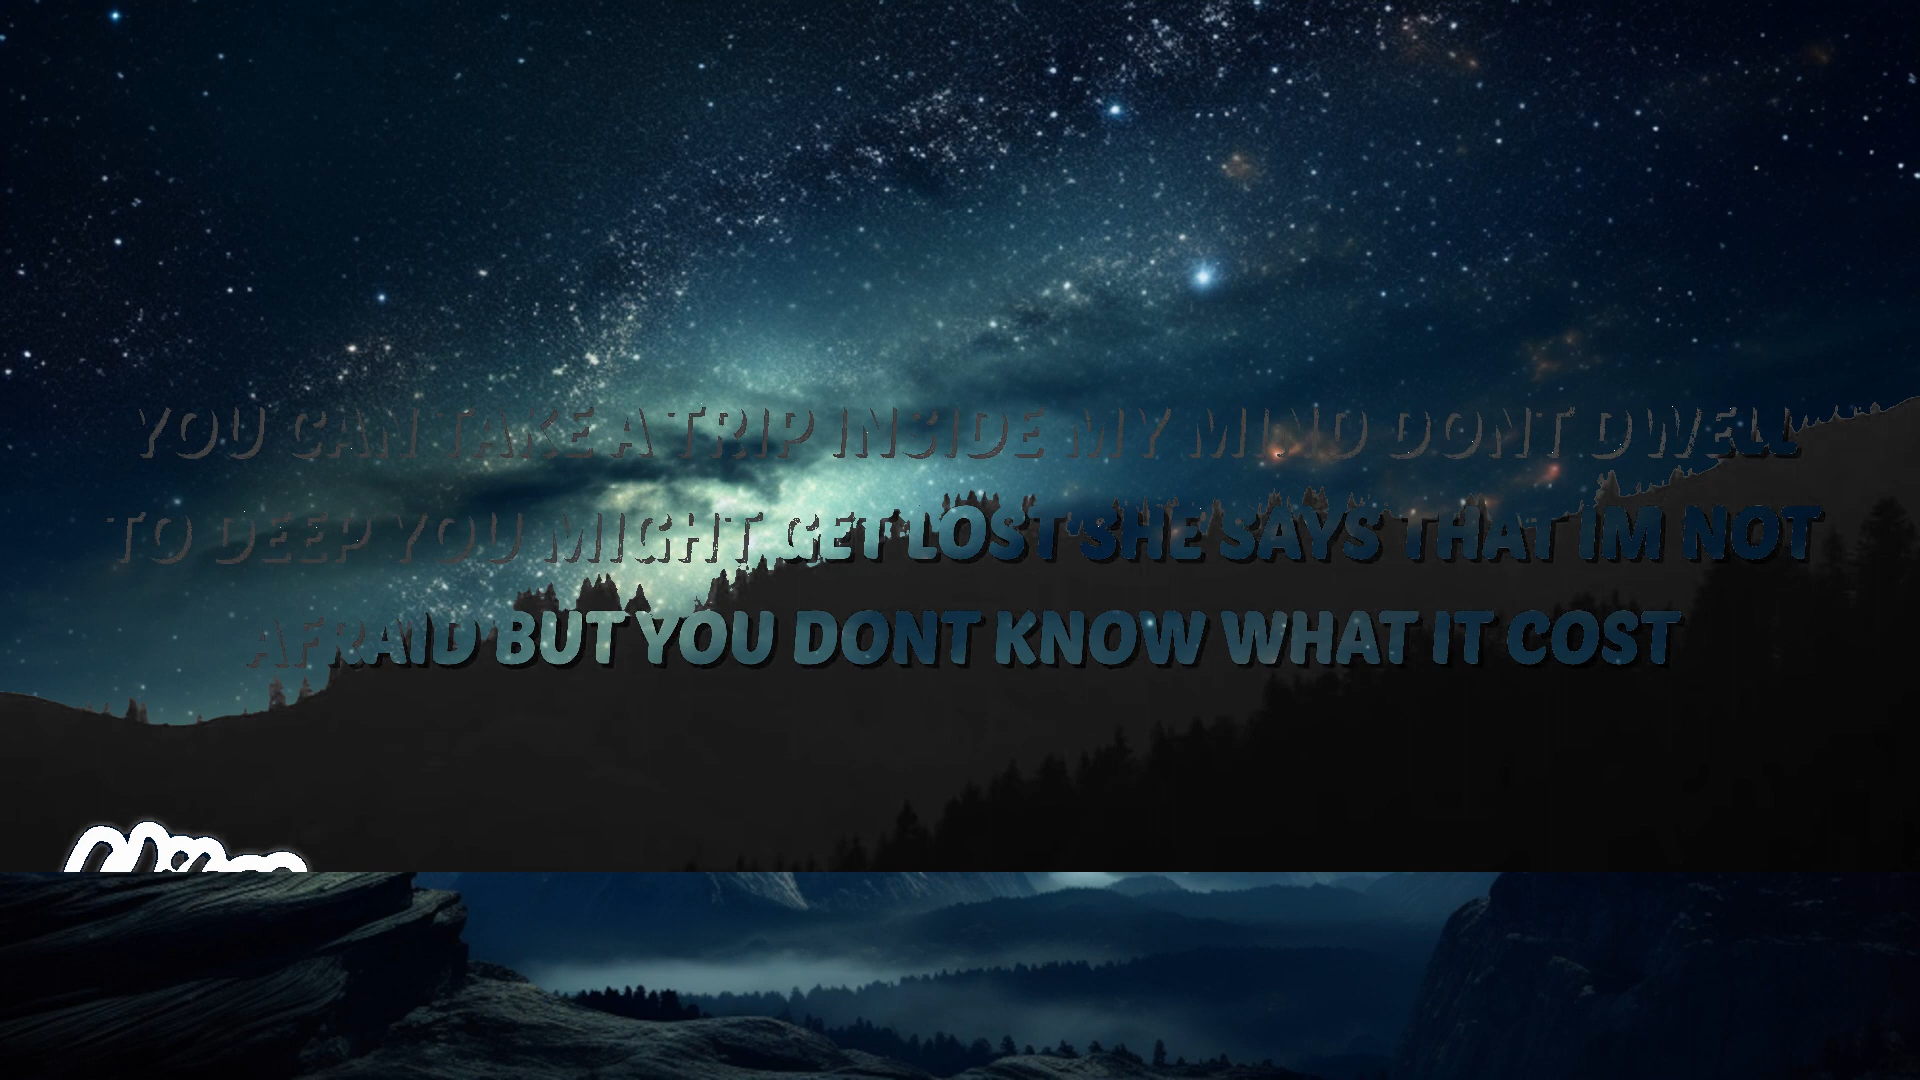 YOU CAN TAKE A TRIP INSIDE MY MIND DONT DWELL
TO DEEP YOU MIGHT GET LOST SHE SAYS THAT IM NOT
AFRAID BUT YOU DONT KNOW WHAT IT COST